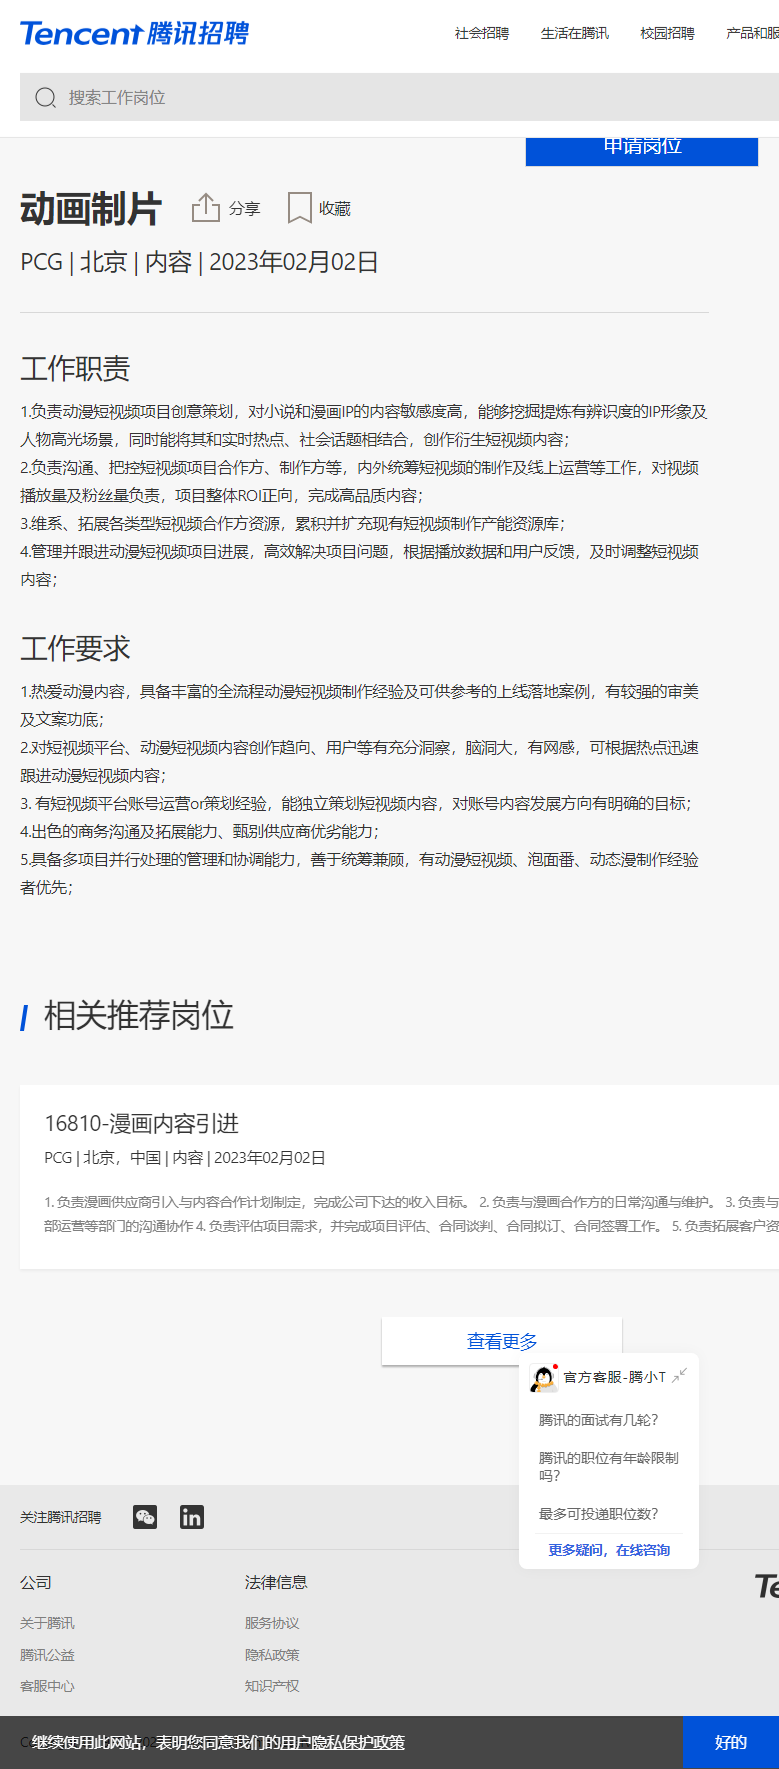 Tencent 腾讯招聘
社会招聘 生活在腾讯 校园招聘 产品和服
搜索工作岗位
申请岗位
动画制片 分享 收藏
PCG | 北京 | 内容 | 2023年02月02日
工作职责
1.负责动漫短视频项目创意策划，对小说和漫画IP的内容敏感度高，能够挖掘提炼有辨识度的IP形象及
人物高光场景，同时能将其和实时热点、社会话题相结合，创作衍生短视频内容；
2.负责沟通、把控短视频项目合作方、制作方等，内外统筹短视频的制作及线上运营等工作，对视频
播放量及粉丝量负责，项目整体ROI正向，完成高品质内容；
3.维系、拓展各类型短视频合作方资源，累积并扩充现有短视频制作产能资源库；
4.管理并跟进动漫短视频项目进展，高效解决项目问题，根据播放数据和用户反馈，及时调整短视频
内容；
工作要求
1.热爱动漫内容，具备丰富的全流程动漫短视频制作经验及可供参考的上线落地案例，有较强的审美
及文案功底；
2.对短视频平台、动漫短视频内容创作趋向、用户等有充分洞察，脑洞大，有网感，可根据热点迅速
跟进动漫短视频内容；
3. 有短视频平台账号运营or策划经验，能独立策划短视频内容，对账号内容发展方向有明确的目标；
4.出色的商务沟通及拓展能力、甄别供应商优劣能力；
5.具备多项目并行处理的管理和协调能力，善于统筹兼顾，有动漫短视频、泡面番、动态漫制作经验
者优先；
相关推荐岗位
16810-漫画内容引进
PCG | 北京，中国 | 内容 | 2023年02月02日
1. 负责漫画供应商引入与内容合作计划制定，完成公司下达的收入目标。 2. 负责与漫画合作方的日常沟通与维护。 3. 负责与
部运营等部门的沟通协作 4. 负责评估项目需求，并完成项目评估、合同谈判、合同拟订、合同签署工作。 5. 负责拓展客户资
查看更多
官方客服-腾小T
腾讯的面试有几轮？
腾讯的职位有年龄限制
吗？
最多可投递职位数？
更多疑问，在线咨询
关注腾讯招聘
公司 法律信息
关于腾讯 服务协议
腾讯公益 隐私政策
客服中心 知识产权
继续使用此网站，表明您同意我们的用户隐私保护政策 好的